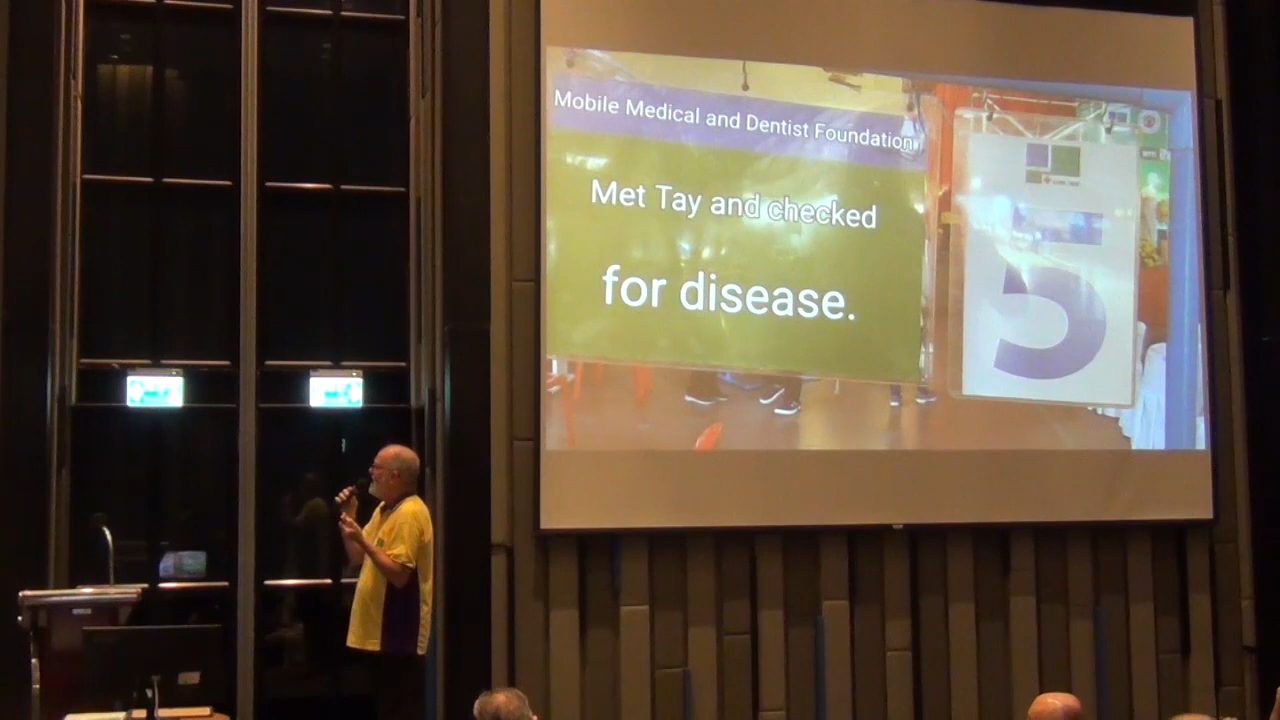 Mobile Medical and Dentist Foundation
Met Tay and checked
for disease.
5